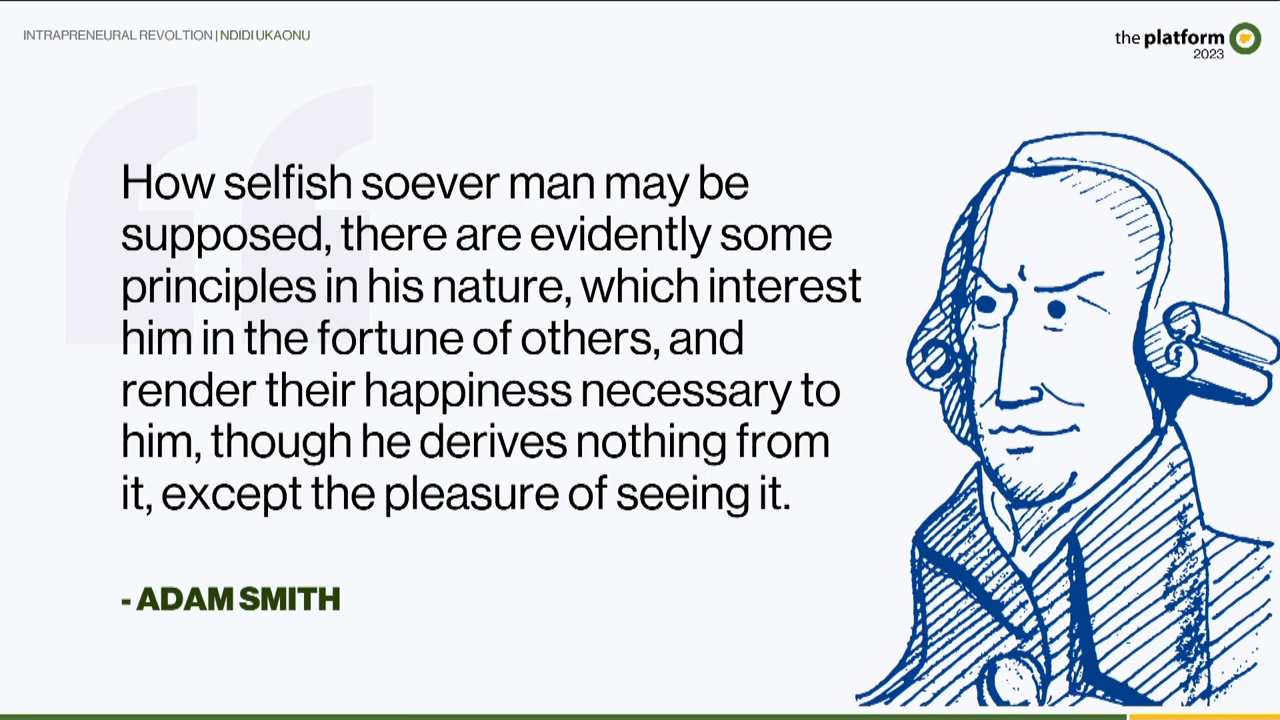 INTRAPRENEURAL REVOLTION | NDIDI UKAONU
the platform
2023
How selfish soever man may be
supposed, there are evidently some
principles in his nature, which interest
him in the fortune of others, and
render their happiness necessary to
him, though he derives nothing from
it, except the pleasure of seeing it.
- ADAM SMITH